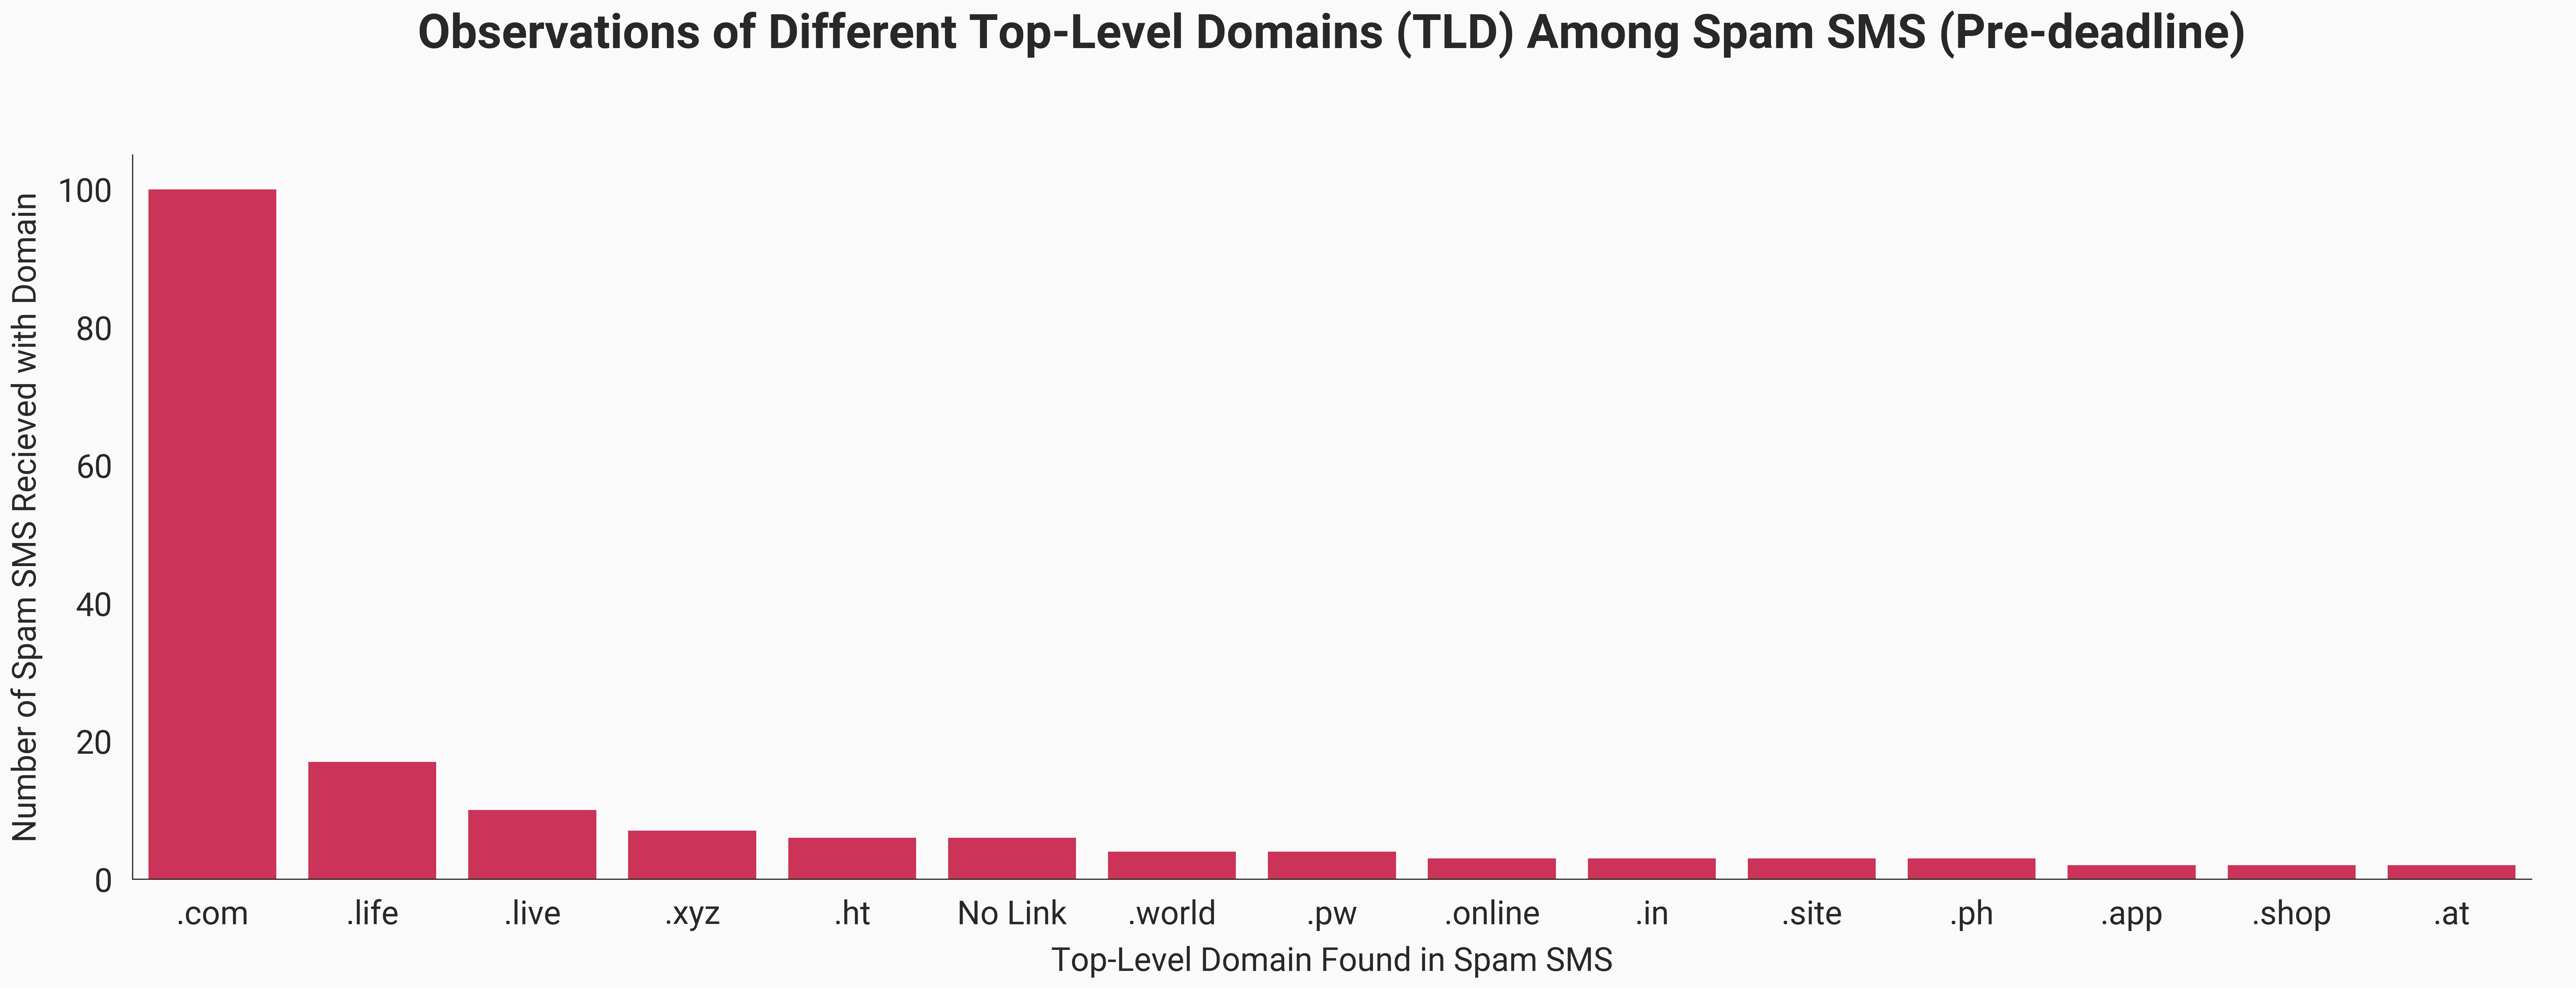 Observations of Different Top-Level Domains (TLD) Among Spam SMS (Pre-deadline)
Number of Spam SMS Recieved with Domain
100
80
60
40
20
0
.com .life .live .xyz .ht No Link .world .pw .online .in .site .ph .app .shop .at
Top-Level Domain Found in Spam SMS